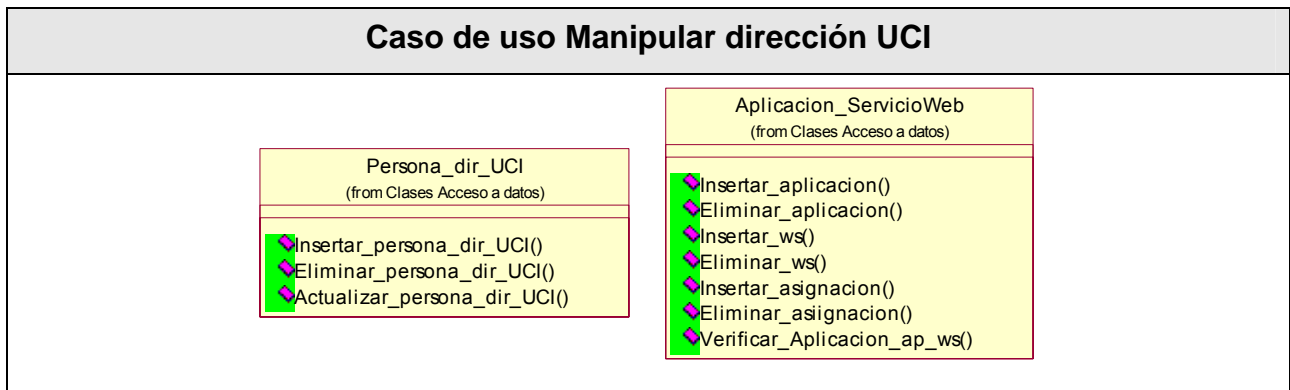 Caso de uso Manipular dirección UCI
Persona_dir_UCI
(from Clases Acceso a datos)
Insertar_persona_dir_UCI()
Eliminar_persona_dir_UCI()
Actualizar_persona_dir_UCI()
Aplicacion_ServicioWeb
(from Clases Acceso a datos)
Insertar_aplicacion()
Eliminar_aplicacion()
Insertar_ws()
Eliminar_ws()
Insertar_asignacion()
Eliminar_asiignacion()
Verificar_Aplicacion_ap_ws()